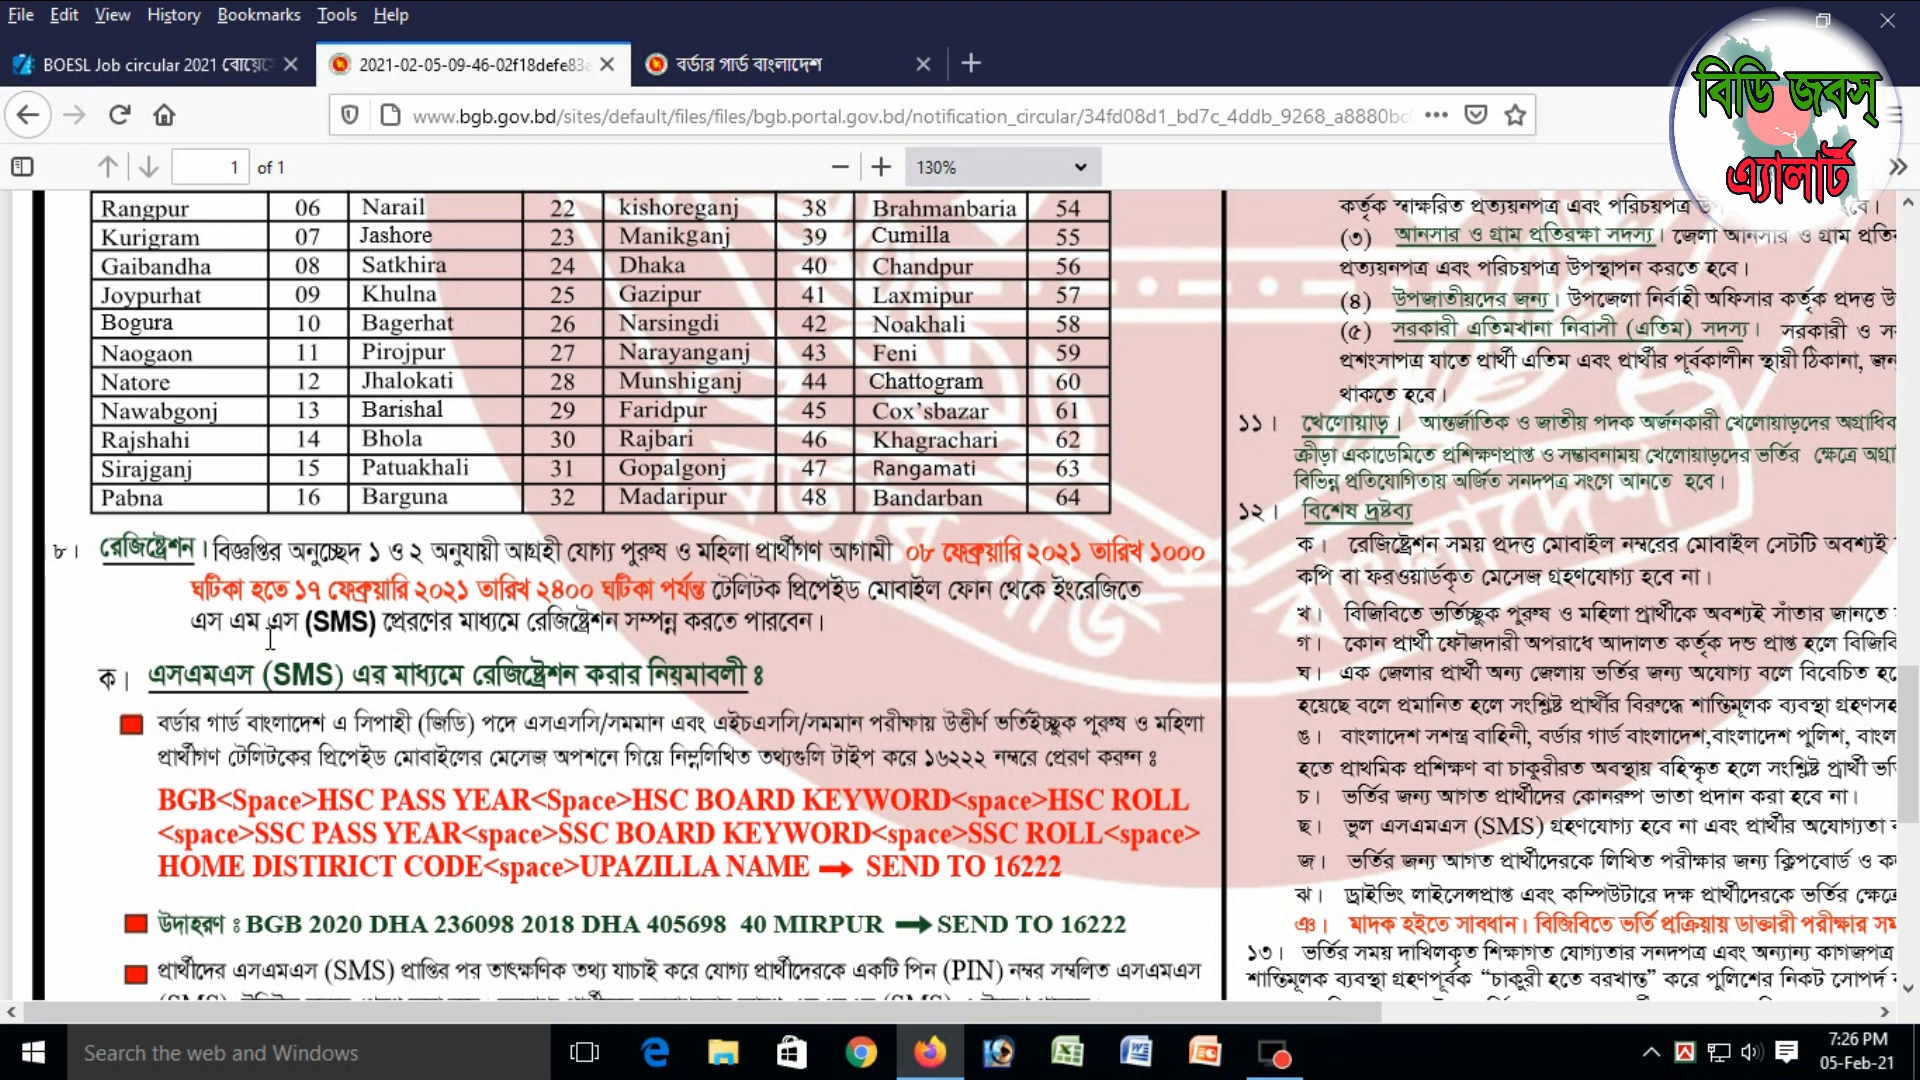 File Edit View History Bookmarks Tools Help
BOESL Job circular 2021
2021-02-05-09-46-02f18defe83
বর্ডার গার্ড বাংলাদেশ
www.bgb.gov.bd/sites/default/files/files/bgb.portal.gov.bd/notification_circular/34fd08d1_bd7c_4ddb_9268_a8880bc
বিডি জবস্
এ্যালার্ট
1 of 1
130%
Rangpur 06 Narail 22 kishoreganj 38 Brahmanbaria 54
Kurigram 07 Jashore 23 Manikganj 39 Cumilla 55
Gaibandha 08 Satkhira 24 Dhaka 40 Chandpur 56
Joypurhat 09 Khulna 25 Gazipur 41 Laxmipur 57
Bogura 10 Bagerhat 26 Narsingdi 42 Noakhali 58
Naogaon 11 Pirojpur 27 Narayanganj 43 Feni 59
Natore 12 Jhalokati 28 Munshiganj 44 Chattogram 60
Nawabgonj 13 Barishal 29 Faridpur 45 Cox'sbazar 61
Rajshahi 14 Bhola 30 Rajbari 46 Khagrachari 62
Sirajganj 15 Patuakhali 31 Gopalgonj 47 Rangamati 63
Pabna 16 Barguna 32 Madaripur 48 Bandarban 64
৮। রেজিষ্ট্রেশন। বিজ্ঞপ্তির অনুচ্ছেদ ১ ও ২ অনুযায়ী আগ্রহী যোগ্য পুরুষ ও মহিলা প্রার্থীগণ আগামী ০৮ ফেব্রুয়ারি ২০২১ তারিখ ১০০০
ঘটিকা হতে ১৭ ফেব্রুয়ারি ২০২১ তারিখ ২৪০০ ঘটিকা পর্যন্ত টেলিটক প্রিপেইড মোবাইল ফোন থেকে ইংরেজিতে
এস এম এস (SMS) প্রেরণের মাধ্যমে রেজিষ্ট্রেশন সম্পন্ন করতে পারবেন।
ক। এসএমএস (SMS) এর মাধ্যমে রেজিষ্ট্রেশন করার নিয়মাবলী ঃ
বর্ডার গার্ড বাংলাদেশ এ সিপাহী (জিডি) পদে এসএসসি/সমমান এবং এইচএসসি/সমমান পরীক্ষায় উত্তীর্ণ ভর্তিইচ্ছুক পুরুষ ও মহিলা
প্রার্থীগণ টেলিটকের প্রিপেইড মোবাইলের মেসেজ অপশনে গিয়ে নিম্নলিখিত তথ্যগুলি টাইপ করে ১৬২২২ নম্বরে প্রেরণ করুন ঃ
BGB<Space>HSC PASS YEAR<Space>HSC BOARD KEYWORD<space>HSC ROLL
<space>SSC PASS YEAR<space>SSC BOARD KEYWORD<space>SSC ROLL<space>
HOME DISTIRICT CODE<space>UPAZILLA NAME ➡ SEND TO 16222
উদাহরণ ঃ BGB 2020 DHA 236098 2018 DHA 405698 40 MIRPUR ➡ SEND TO 16222
প্রার্থীদের এসএমএস (SMS) প্রাপ্তির পর তাৎক্ষণিক তথ্য যাচাই করে যোগ্য প্রার্থীদেরকে একটি পিন (PIN) নম্বর সম্বলিত এসএমএস
কর্তৃক স্বাক্ষরিত প্রত্যয়নপত্র এবং পরিচয়পত্র
(৩) আনসার ও গ্রাম প্রতিরক্ষা সদস্য। জেলা আনসার ও গ্রাম
প্রত্যয়নপত্র এবং পরিচয়পত্র উপস্থাপন করতে হবে।
(৪) উপজাতীয়দের জন্য। উপজেলা নির্বাহী অফিসার কর্তৃক প্রদত্ত
(৫) সরকারী এতিমখানা নিবাসী (এতিম) সদস্য। সরকারী ও
প্রশংসাপত্র যাতে প্রার্থী এতিম এবং প্রার্থীর পূর্বকালীন স্থায়ী ঠিকানা,
থাকতে হবে।
১১। খেলোয়াড়। আন্তর্জাতিক ও জাতীয় পদক অর্জনকারী খেলোয়াড়দের
ক্রীড়া একাডেমিতে প্রশিক্ষণপ্রাপ্ত ও সম্ভাবনাময় খেলোয়াড়দের ভর্তির ক্ষেত্রে
বিভিন্ন প্রতিযোগিতায় অর্জিত সনদপত্র সংগে আনতে হবে।
১২। বিশেষ দ্রষ্টব্য
ক। রেজিষ্ট্রেশন সময় প্রদত্ত মোবাইল নম্বরের মোবাইল সেটটি অবশ্যই
কপি বা ফরওয়ার্ডকৃত মেসেজ গ্রহণযোগ্য হবে না।
খ। বিজিবিতে ভর্তিচ্ছুক পুরুষ ও মহিলা প্রার্থীকে অবশ্যই সাঁতার জানতে
গ। কোন প্রার্থী ফৌজদারী অপরাধে আদালত কর্তৃক দন্ড প্রাপ্ত হলে
ঘ। এক জেলার প্রার্থী অন্য জেলায় ভর্তির জন্য অযোগ্য বলে বিবেচিত
হয়েছে বলে প্রমানিত হলে সংশ্লিষ্ট প্রার্থীর বিরুদ্ধে শাস্তিমূলক ব্যবস্থা
ঙ। বাংলাদেশ সশস্ত্র বাহিনী, বর্ডার গার্ড বাংলাদেশ,বাংলাদেশ পুলিশ,
হতে প্রাথমিক প্রশিক্ষণ বা চাকুরীরত অবস্থায় বহিস্কৃত হলে সংশ্লিষ্ট প্রার্থী
চ। ভর্তির জন্য আগত প্রার্থীদের কোনরুপ ভাতা প্রদান করা হবে না।
ছ। ভুল এসএমএস (SMS) গ্রহণযোগ্য হবে না এবং প্রার্থীর অযোগ্যতা
জ। ভর্তির জন্য আগত প্রার্থীদেরকে লিখিত পরীক্ষার জন্য ক্লিপবোর্ড ও
ঝ। ড্রাইভিং লাইসেন্সপ্রাপ্ত এবং কম্পিউটারে দক্ষ প্রার্থীদেরকে ভর্তির ক্ষেত্রে
ঞ। মাদক হইতে সাবধান। বিজিবিতে ভর্তি প্রক্রিয়ায় ডাক্তারী পরীক্ষার
১৩। ভর্তির সময় দাখিলকৃত শিক্ষাগত যোগ্যতার সনদপত্র এবং অন্যান্য কাগজপত্র
শাস্তিমূলক ব্যবস্থা গ্রহণপূর্বক "চাকুরী হতে বরখাস্ত" করে পুলিশের নিকট সোপর্দ
Search the web and Windows
7:26 PM
05-Feb-21